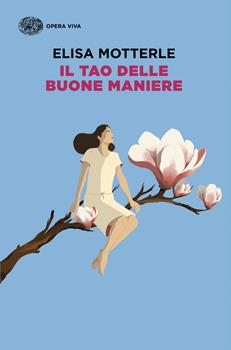 OPERA VIVA
ELISA MOTTERLE
IL TAO DELLE
BUONE MANIERE